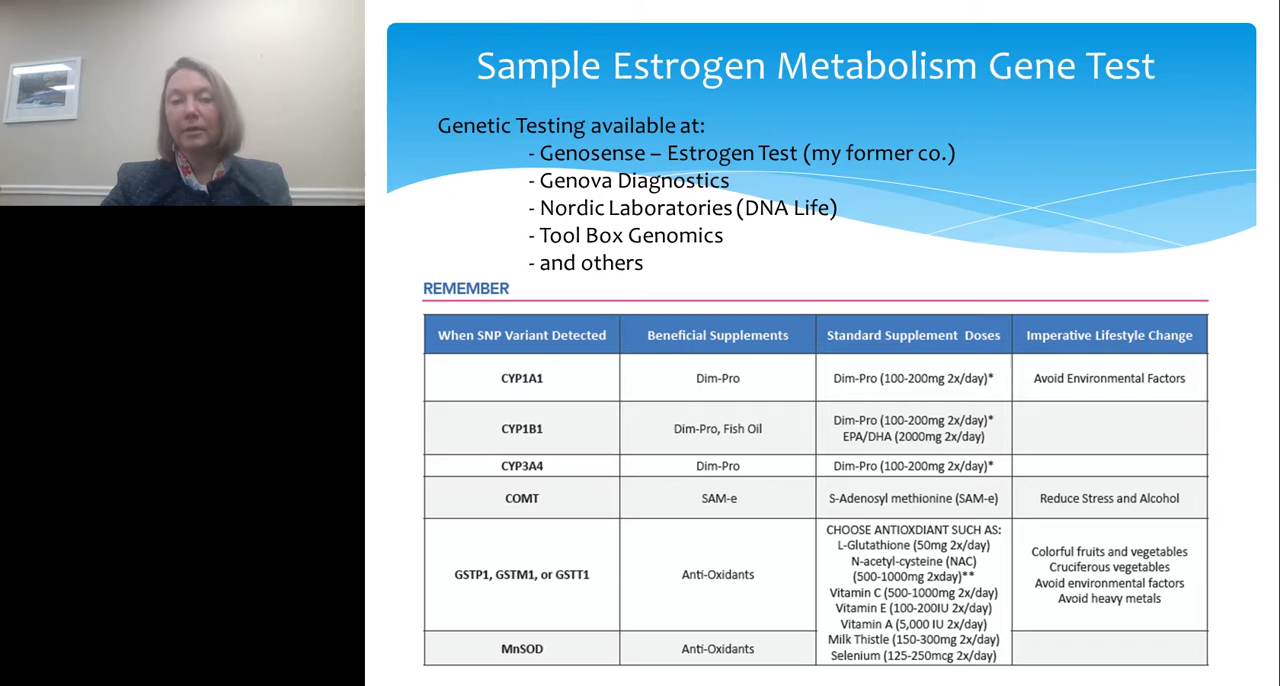 Sample Estrogen Metabolism Gene Test
Genetic Testing available at:
- Genosense – Estrogen Test (my former co.)
- Genova Diagnostics
- Nordic Laboratories (DNA Life)
- Tool Box Genomics
- and others
REMEMBER
When SNP Variant Detected
Beneficial Supplements
Standard Supplement Doses
Imperative Lifestyle Change
CYP1A1
Dim-Pro
Dim-Pro (100-200mg 2x/day)*
Avoid Environmental Factors
CYP1B1
Dim-Pro, Fish Oil
Dim-Pro (100-200mg 2x/day)*
EPA/DHA (2000mg 2x/day)
CYP3A4
Dim-Pro
Dim-Pro (100-200mg 2x/day)*
COMT
SAM-e
S-Adenosyl methionine (SAM-e)
Reduce Stress and Alcohol
GSTP1, GSTM1, or GSTT1
Anti-Oxidants
CHOOSE ANTIOXDIANT SUCH AS:
L-Glutathione (50mg 2x/day)
N-acetyl-cysteine (NAC)
(500-1000mg 2xday)**
Vitamin C (500-1000mg 2x/day)
Vitamin E (100-200IU 2x/day)
Vitamin A (5,000 IU 2x/day)
Milk Thistle (150-300mg 2x/day)
Selenium (125-250mcg 2x/day)
Colorful fruits and vegetables
Cruciferous vegetables
Avoid environmental factors
Avoid heavy metals
MnSOD
Anti-Oxidants